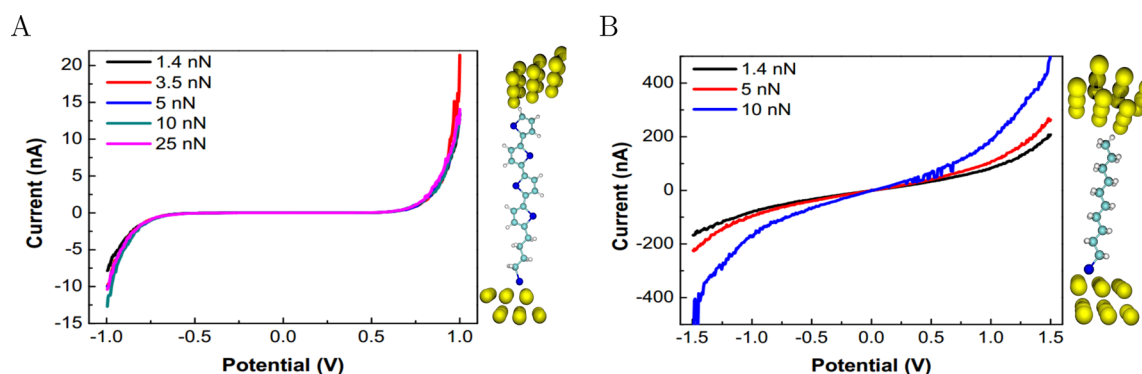 A
20
15
10
5
0
-5
-10
-15
Current (nA)
1.4 nN
3.5 nN
5 nN
10 nN
25 nN
-1.0
-0.5
0.0
0.5
1.0
Potential (V)
B
400
200
0
-200
-400
Current (nA)
1.4 nN
5 nN
10 nN
-1.5
-1.0
-0.5
0.0
0.5
1.0
1.5
Potential (V)